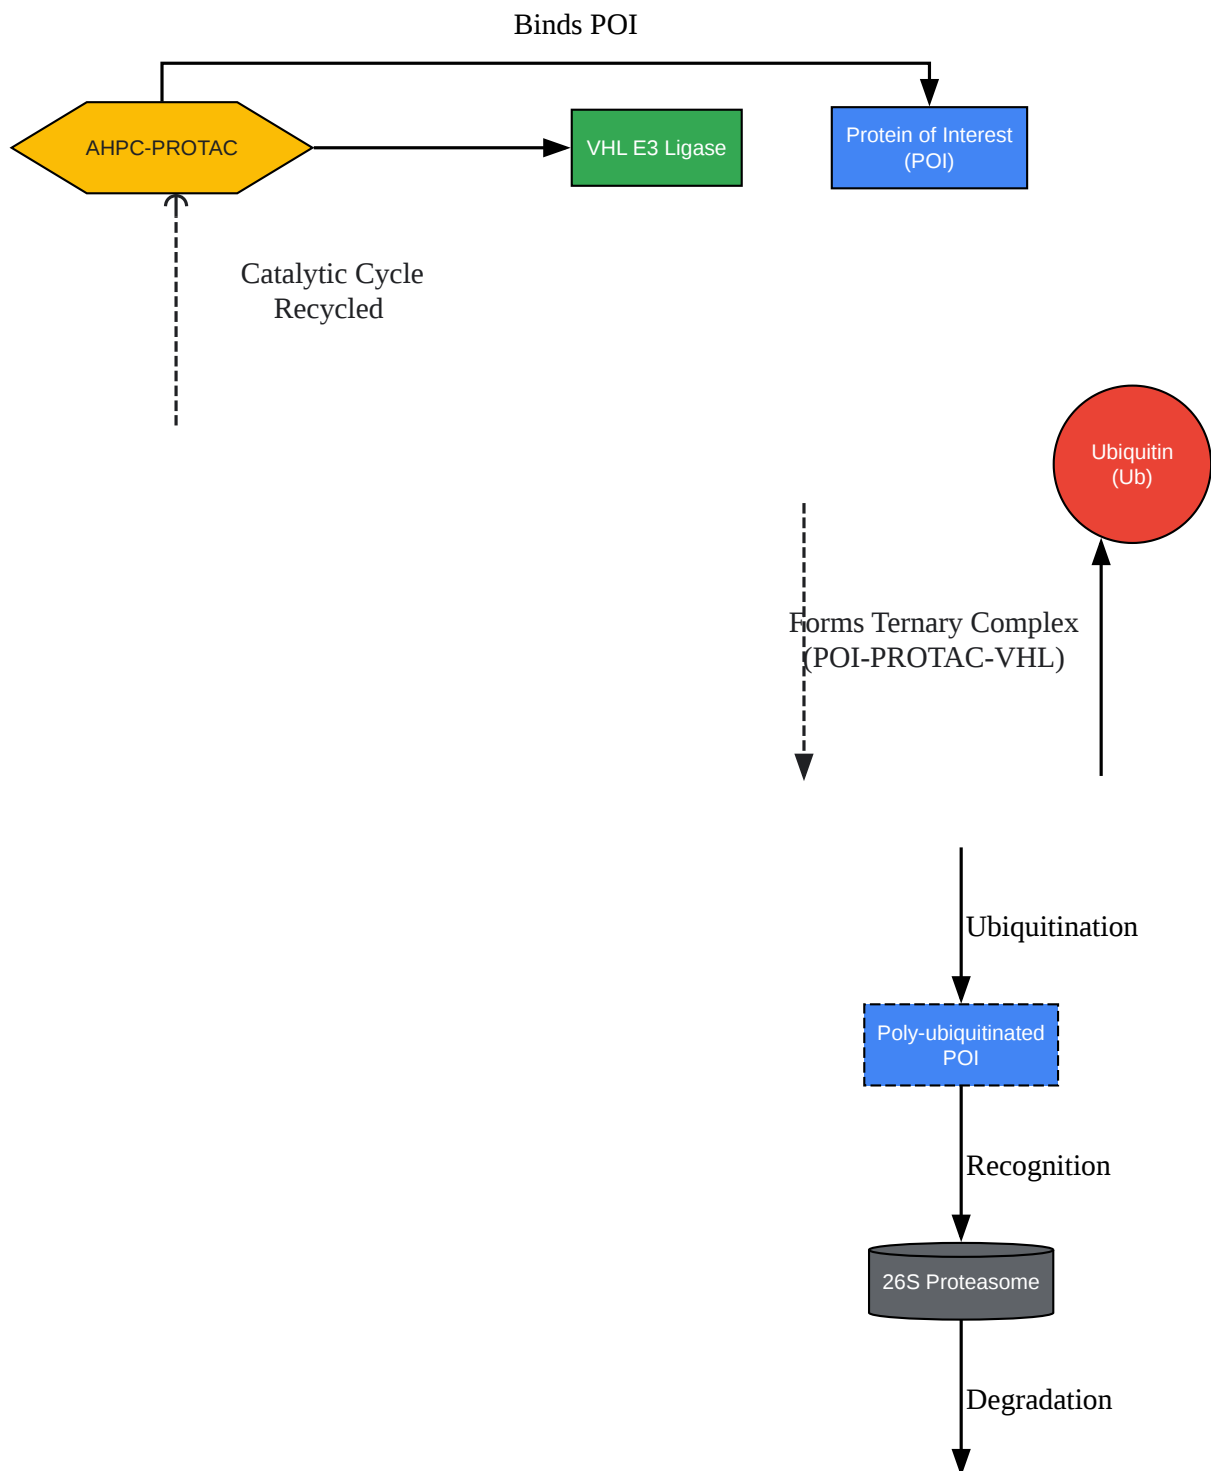 Binds POI
AHPC-PROTAC
VHL E3 Ligase
Protein of Interest
(POI)
Catalytic Cycle
Recycled
Ubiquitin
(Ub)
Forms Ternary Complex
(POI-PROTAC-VHL)
Ubiquitination
Poly-ubiquitinated
POI
Recognition
26S Proteasome
Degradation